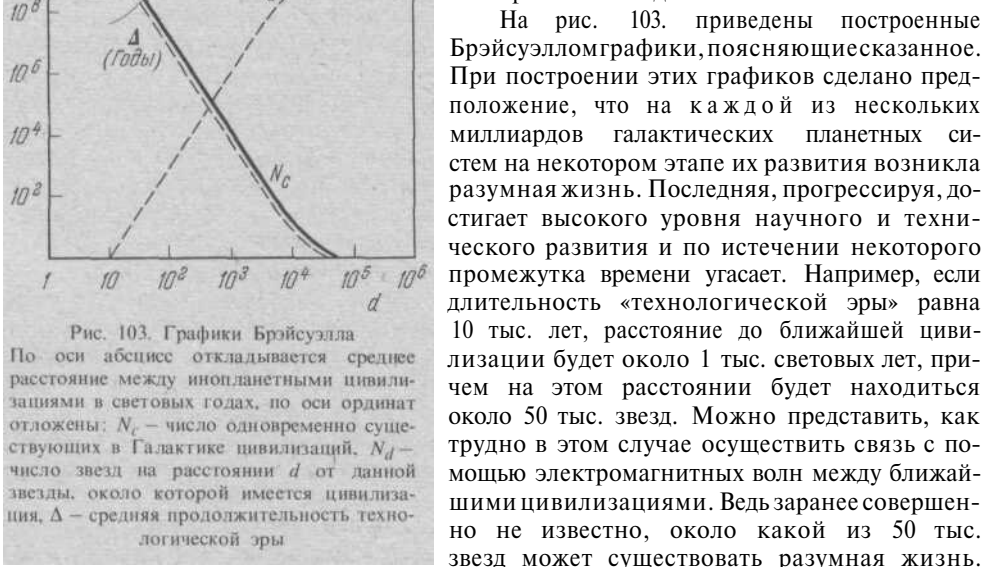 10⁸
Δ
(Годы)
10⁶
10⁴
10²
N_c
1 10 10² 10³ 10⁴ 10⁵ 10⁶
d
Рис. 103. Графики Брэйсуэлла
По оси абсцисс откладывается среднее
расстояние между инопланетными цивили-
зациями в световых годах, по оси ординат
отложены: N_c — число одновременно суще-
ствующих в Галактике цивилизаций, N_d —
число звезд на расстоянии d от данной
звезды, около которой имеется цивилиза-
ция, Δ — средняя продолжительность техно-
логической эры
На рис. 103. приведены построенные
Брэйсуэлломграфики,поясняющиесказанное.
При построении этих графиков сделано пред-
положение, что на каждой из нескольких
миллиардов галактических планетных си-
стем на некотором этапе их развития возникла
разумная жизнь. Последняя, прогрессируя, до-
стигает высокого уровня научного и техни-
ческого развития и по истечении некоторого
промежутка времени угасает. Например, если
длительность «технологической эры» равна
10 тыс. лет, расстояние до ближайшей циви-
лизации будет около 1 тыс. световых лет, при-
чем на этом расстоянии будет находиться
около 50 тыс. звезд. Можно представить, как
трудно в этом случае осуществить связь с по-
мощью электромагнитных волн между ближай-
шими цивилизациями. Ведь заранее совершен-
но не известно, около какой из 50 тыс.
звезд может существовать разумная жизнь.